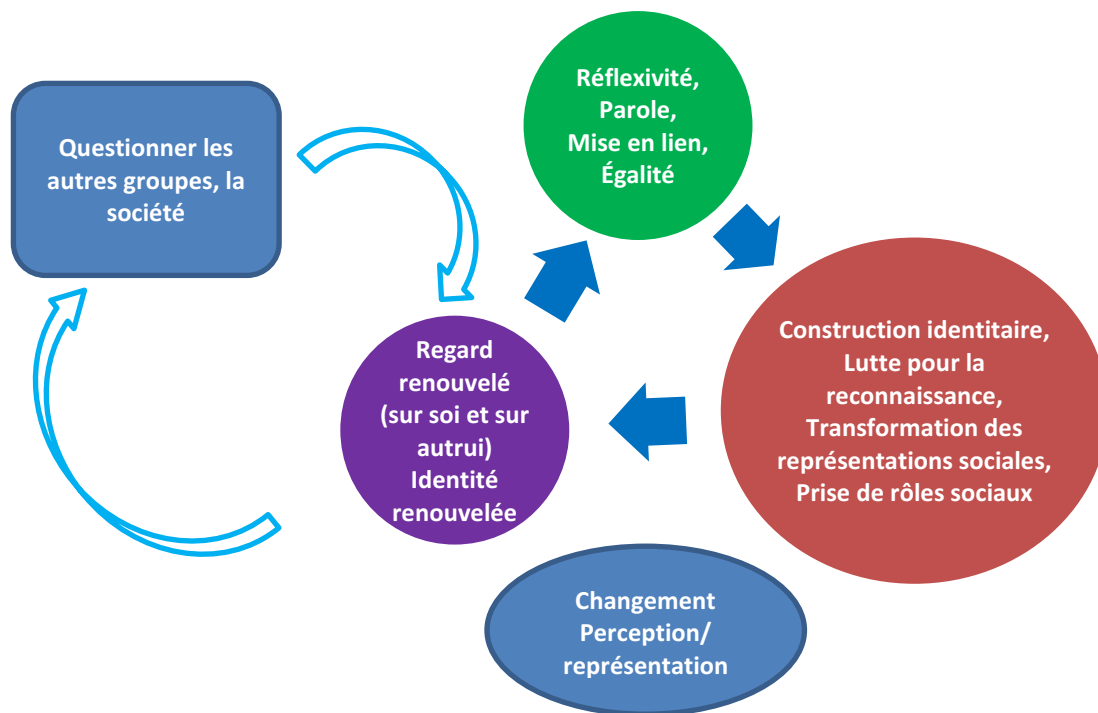 Questionner les
autres groupes, la
société
Réflexivité,
Parole,
Mise en lien,
Égalité
Construction identitaire,
Lutte pour la
reconnaissance,
Transformation des
représentations sociales,
Prise de rôles sociaux
Regard
renouvelé
(sur soi et sur
autrui)
Identité
renouvelée
Changement
Perception/
représentation